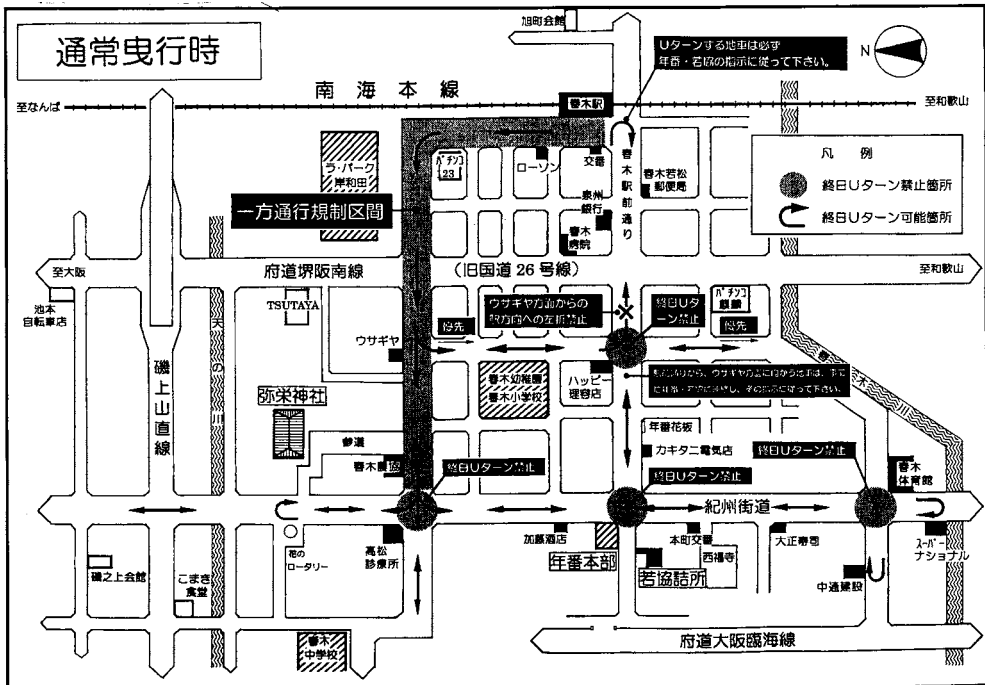 通常曳行時
旭町会館
Uターンする地車は必ず
年番・若協の指示に従って下さい。
N
至なんば
南海本線
春木駅
至和歌山
凡例
終日Uターン禁止箇所
終日Uターン可能箇所
ラ・パーク
岸和田
パチンコ
23
ローソン
交番
泉州
銀行
春木
病院
春木駅前通り
春木若松
郵便局
一方通行規制区間
至大阪
府道堺阪南線
(旧国道26号線)
至和歌山
池本
自転車店
TSUTAYA
ウサギヤ方面からの
駅方向への左折禁止
終日Uタ
ーン禁止
パチンコ
麒麟
優先
優先
天の川
磯上山直線
ウサギヤ
春木幼稚園
春木小学校
ハッピー
理容店
春木川
弥栄神社
参道
春木農協
終日Uターン禁止
年番花板
カキタニ電気店
終日Uターン禁止
終日Uターン禁止
春木
体育館
紀州街道
花の
ロータリー
高松
診療所
加藤酒店
年番本部
本町交番
西福寺
若協詰所
大正寿司
スーパー
ナショナル
磯之上会館
こまき
食堂
中邁建設
春木
中学校
府道大阪臨海線